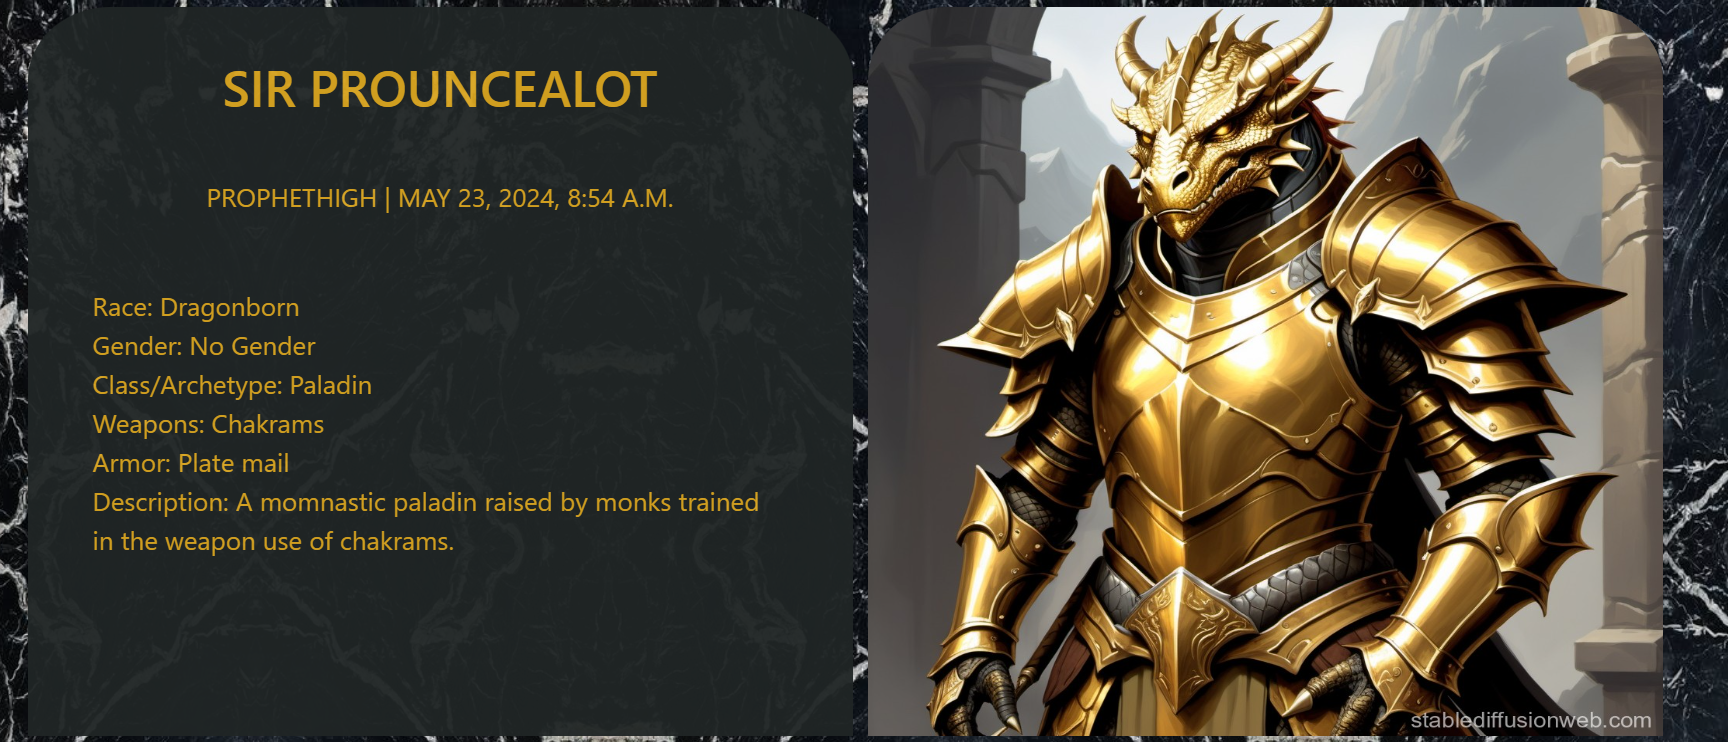 SIR PROUNCEALOT
PROPHETHIGH | MAY 23, 2024, 8:54 A.M.
Race: Dragonborn
Gender: No Gender
Class/Archetype: Paladin
Weapons: Chakrams
Armor: Plate mail
Description: A momnastic paladin raised by monks trained
in the weapon use of chakrams.
stablediffusionweb.com